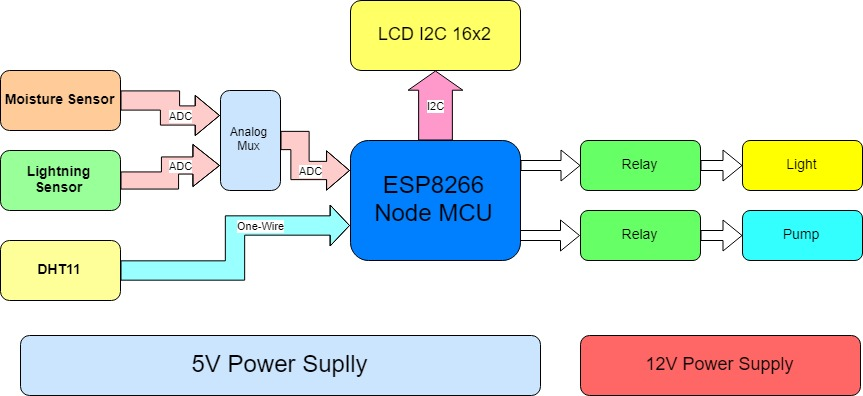 LCD I2C 16x2
Moisture Sensor
ADC
Analog
Mux
I2C
Lightning
Sensor
ADC
ADC
ESP8266
Node MCU
Relay
Light
One-Wire
DHT11
Relay
Pump
5V Power Suplly
12V Power Supply